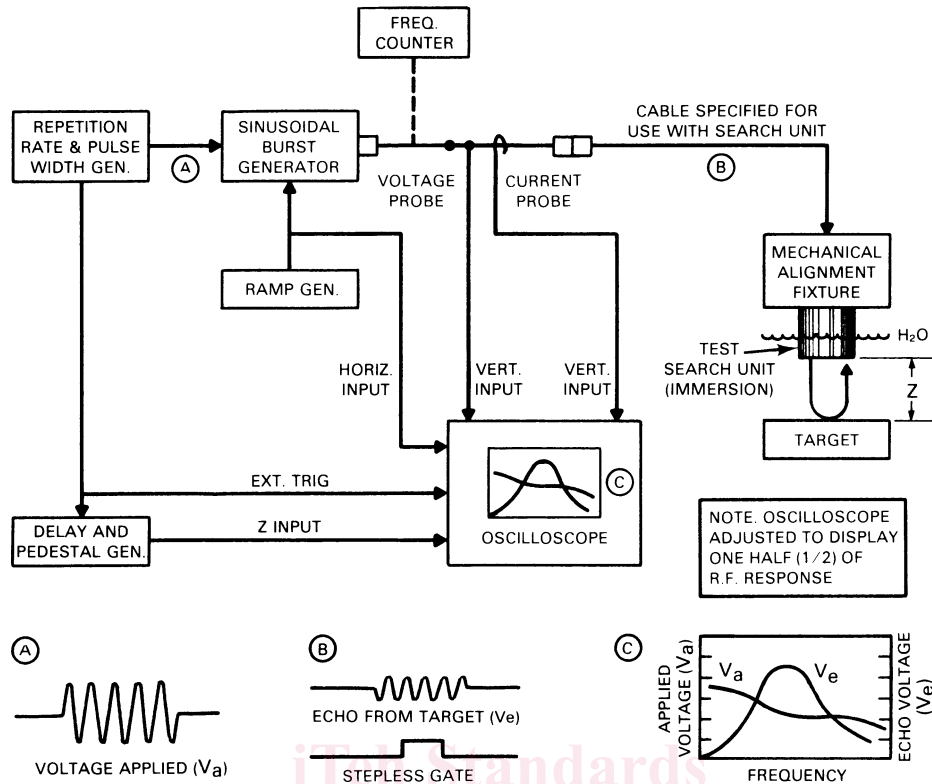 FREQ.
COUNTER
REPETITION
RATE & PULSE
WIDTH GEN.
A
SINUSOIDAL
BURST
GENERATOR
VOLTAGE
PROBE
CURRENT
PROBE
CABLE SPECIFIED FOR
USE WITH SEARCH UNIT
B
MECHANICAL
ALIGNMENT
FIXTURE
RAMP GEN.
H₂O
TEST
SEARCH UNIT
(IMMERSION)
Z
TARGET
HORIZ.
INPUT
VERT.
INPUT
VERT.
INPUT
C
OSCILLOSCOPE
EXT. TRIG
Z INPUT
DELAY AND
PEDESTAL GEN.
NOTE. OSCILLOSCOPE
ADJUSTED TO DISPLAY
ONE HALF (1/2) OF
R.F. RESPONSE
A
VOLTAGE APPLIED (Va)
B
ECHO FROM TARGET (Ve)
STEPLESS GATE
C
APPLIED
VOLTAGE (Va)
Va
Ve
ECHO VOLTAGE
(Ve)
FREQUENCY
iTeh Standards